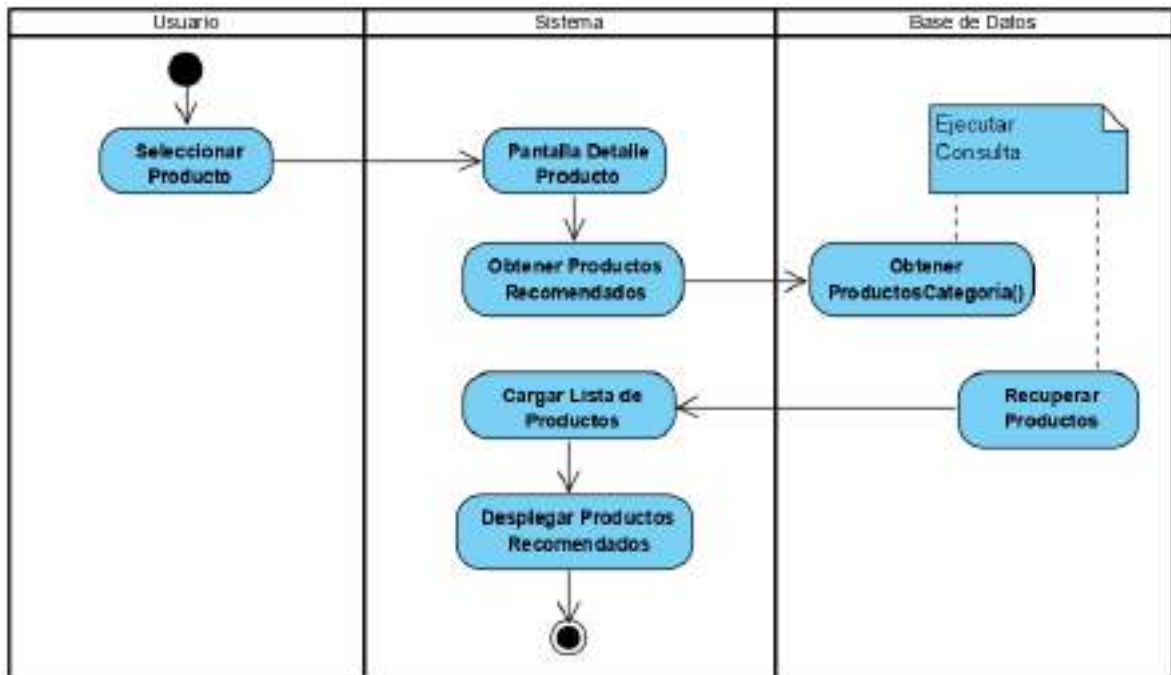 Usuario
Sistema
Base de Datos
Seleccionar
Producto
Pantalla Detalle
Producto
Ejecutar
Consulta
Obtener Productos
Recomendados
Obtener
ProductosCategoria()
Cargar Lista de
Productos
Recuperar
Productos
Desplegar Productos
Recomendados